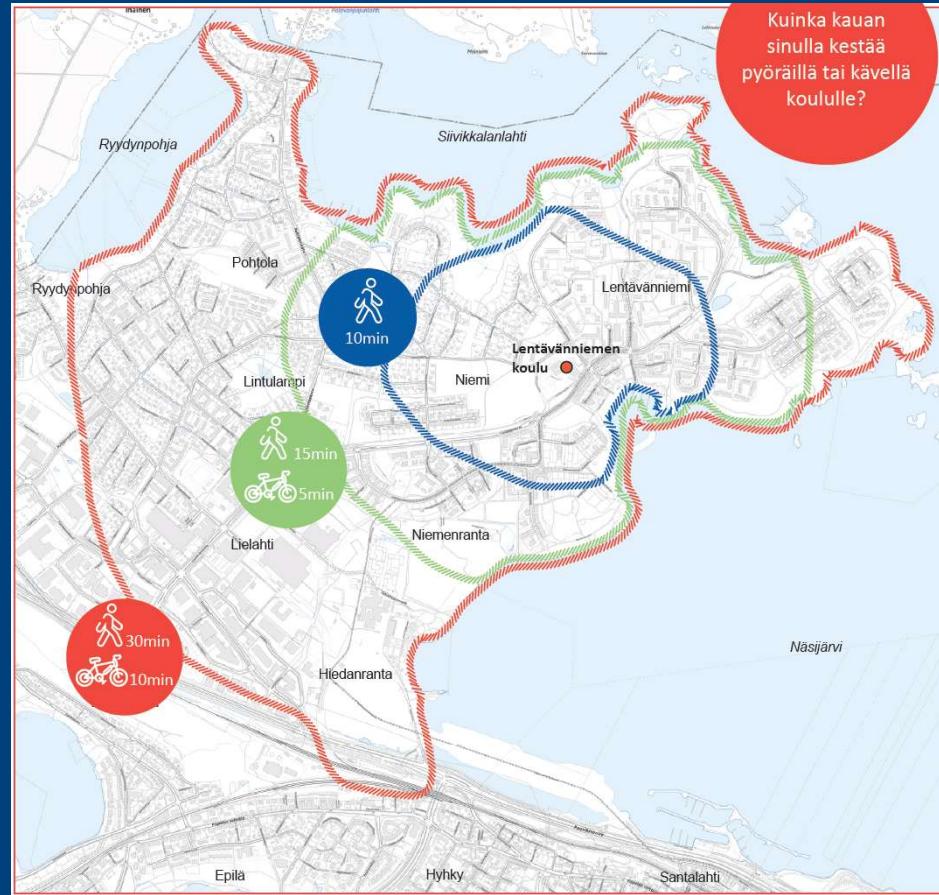 Kuinka kauan
sinulla kestää
pyöräillä tai kävellä
koululle?
Ryydynpohja
Siivikkalanlahti
Pohtola
Ryydynpohja
Lentävänniemi
10min
Lentävänniemen
koulu
Niemi
Lintulampi
15min
5min
Niemenranta
Lielahti
30min
10min
Hiedanranta
Näsijärvi
Epilä
Hyhky
Santalahti